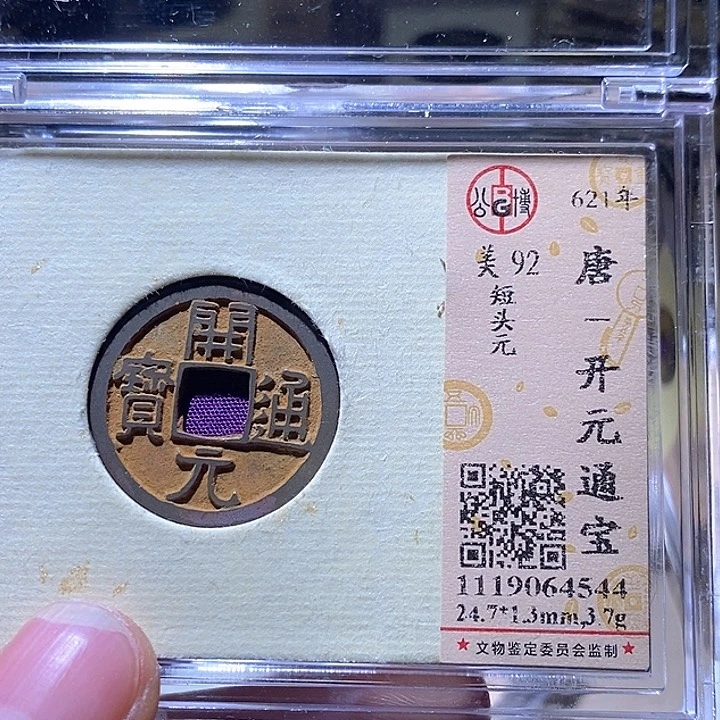 開
通
元
寶
公博
621年
美 92
短头元
唐一开元通宝
1119064544
24.7*1.3mm,3.7g
★ 文物鉴定委员会监制 ★